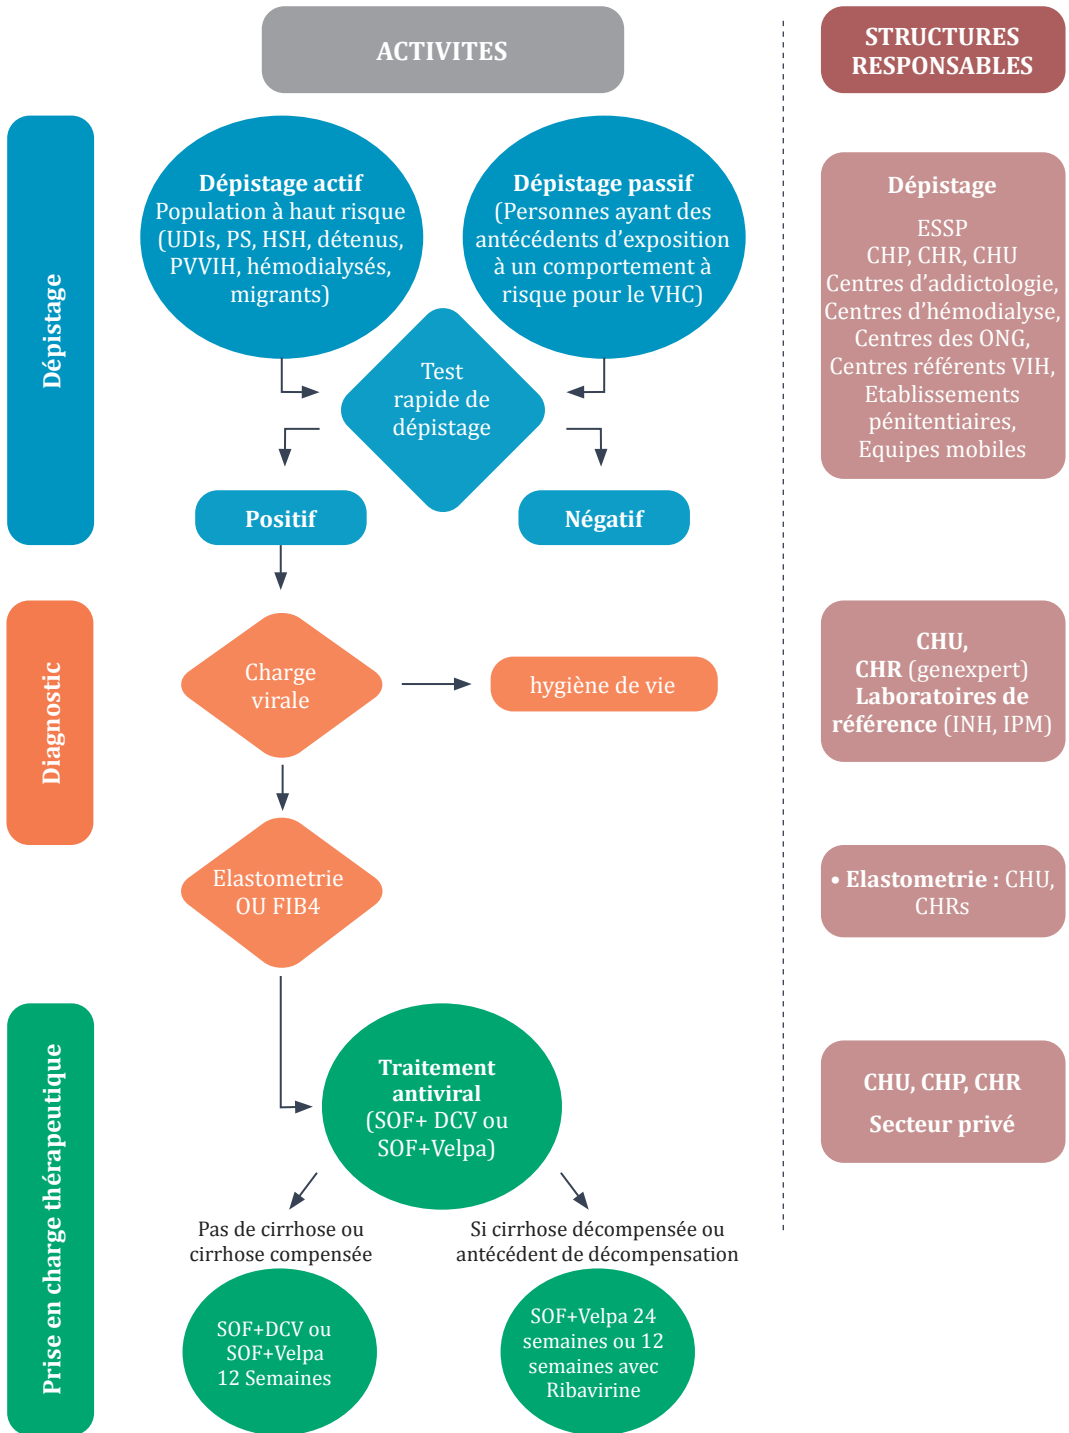 ACTIVITES
STRUCTURES
RESPONSABLES
Dépistage
Dépistage actif
Population à haut risque
(UDIs, PS, HSH, détenus,
PVVIH, hémodialysés,
migrants)
Dépistage passif
(Personnes ayant des
antécédents d’exposition
à un comportement à
risque pour le VHC)
Test
rapide de
dépistage
Positif
Négatif
Dépistage
ESSP
CHP, CHR, CHU
Centres d’addictologie,
Centres d’hémodialyse,
Centres des ONG,
Centres référents VIH,
Etablissements
pénitentiaires,
Equipes mobiles
Diagnostic
Charge
virale
hygiène de vie
CHU,
CHR (genexpert)
Laboratoires de
référence (INH, IPM)
Elastometrie
OU FIB4
• Elastometrie : CHU,
CHRs
Prise en charge thérapeutique
Traitement
antiviral
(SOF+ DCV ou
SOF+Velpa)
CHU, CHP, CHR
Secteur privé
Pas de cirrhose ou
cirrhose compensée
Si cirrhose décompensée ou
antécédent de décompensation
SOF+DCV ou
SOF+Velpa
12 Semaines
SOF+Velpa 24
semaines ou 12
semaines avec
Ribavirine